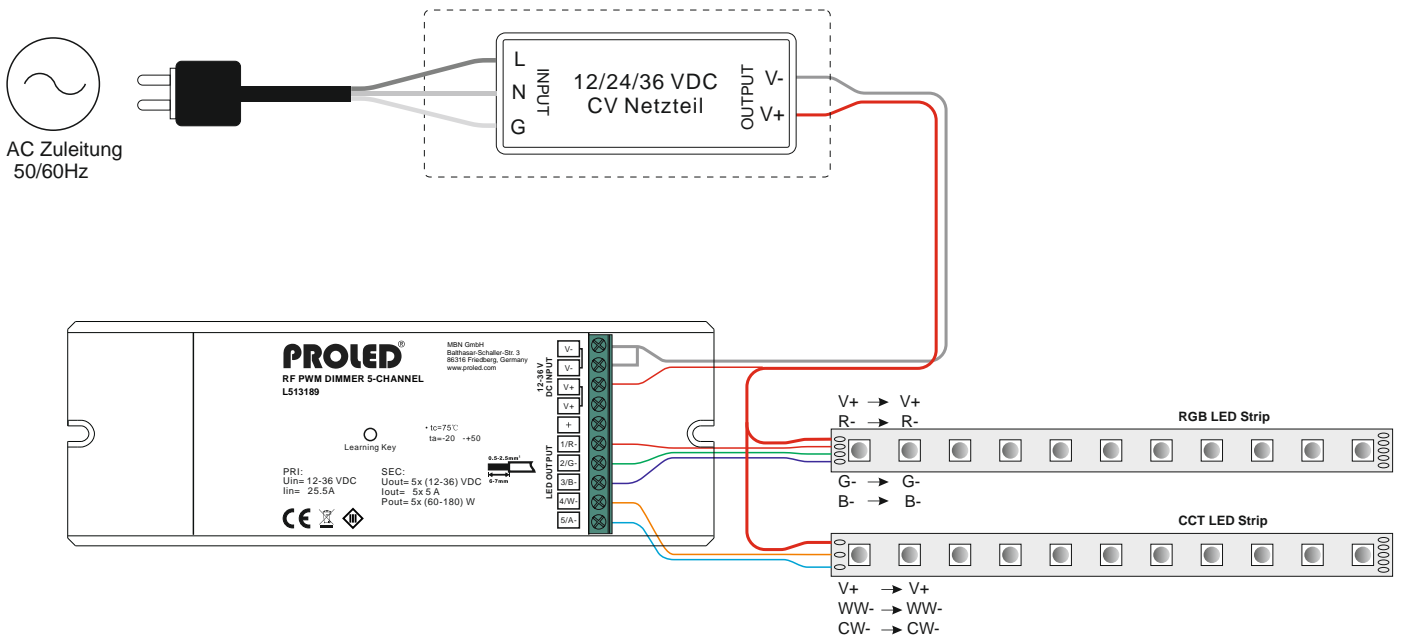 AC Zuleitung
50/60Hz
L
N
G
INPUT
12/24/36 VDC
CV Netzteil
OUTPUT
V-
V+
PROLED®
RF PWM DIMMER 5-CHANNEL
L513189
MBN GmbH
Balthasar-Schaller-Str. 3
86316 Friedberg, Germany
www.proled.com
Learning Key
• tc=75℃
ta=-20 -+50
PRI:
Uin= 12-36 VDC
Iin= 25.5A
SEC:
Uout= 5x (12-36) VDC
Iout= 5x 5 A
Pout= 5x (60-180) W
CE
III
0.5-2.5mm²
6-7mm
12-36 V
DC INPUT
LED OUTPUT
V-
V-
V+
V+
+
1/R-
2/G-
3/B-
4/W-
5/A-
V+ → V+
R- → R-
RGB LED Strip
G- → G-
B- → B-
CCT LED Strip
V+ → V+
WW- → WW-
CW- → CW-